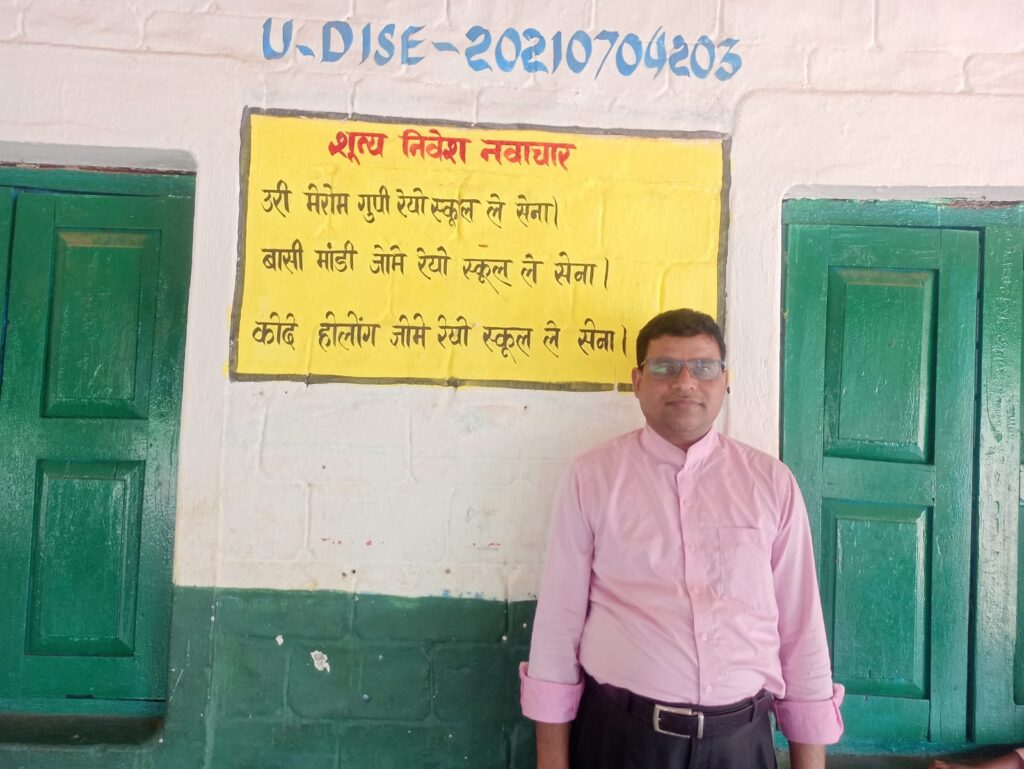 U-DISE-20210704203
शून्य निवेश नवाचार
उरी मेरोम गुपी रेयो स्कूल ले सेना।
बासी मांडी जोमे रेयो स्कूल ले सेना।
कोदे होलोंग जोमे रेयो स्कूल ले सेना।